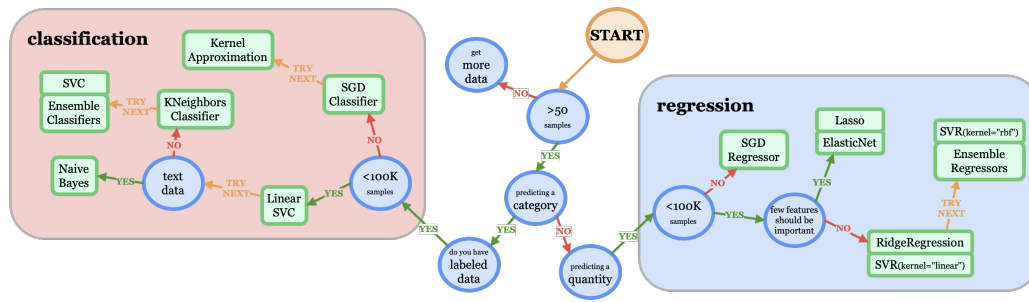 classification
Kernel
Approximation
TRY
NEXT
SVC
Ensemble
Classifiers
TRY
NEXT
KNeighbors
Classifier
SGD
Classifier
NO
NO
Naive
Bayes
YES
text
data
TRY
NEXT
Linear
SVC
YES
<100K
samples
START
get
more
data
NO
>50
samples
YES
predicting a
category
YES
NO
YES
do you have
labeled
data
predicting a
quantity
YES
regression
SGD
Regressor
NO
<100K
samples
YES
few features
should be
important
YES
Lasso
ElasticNet
NO
RidgeRegression
SVR(kernel="linear")
TRY
NEXT
SVR(kernel="rbf")
Ensemble
Regressors